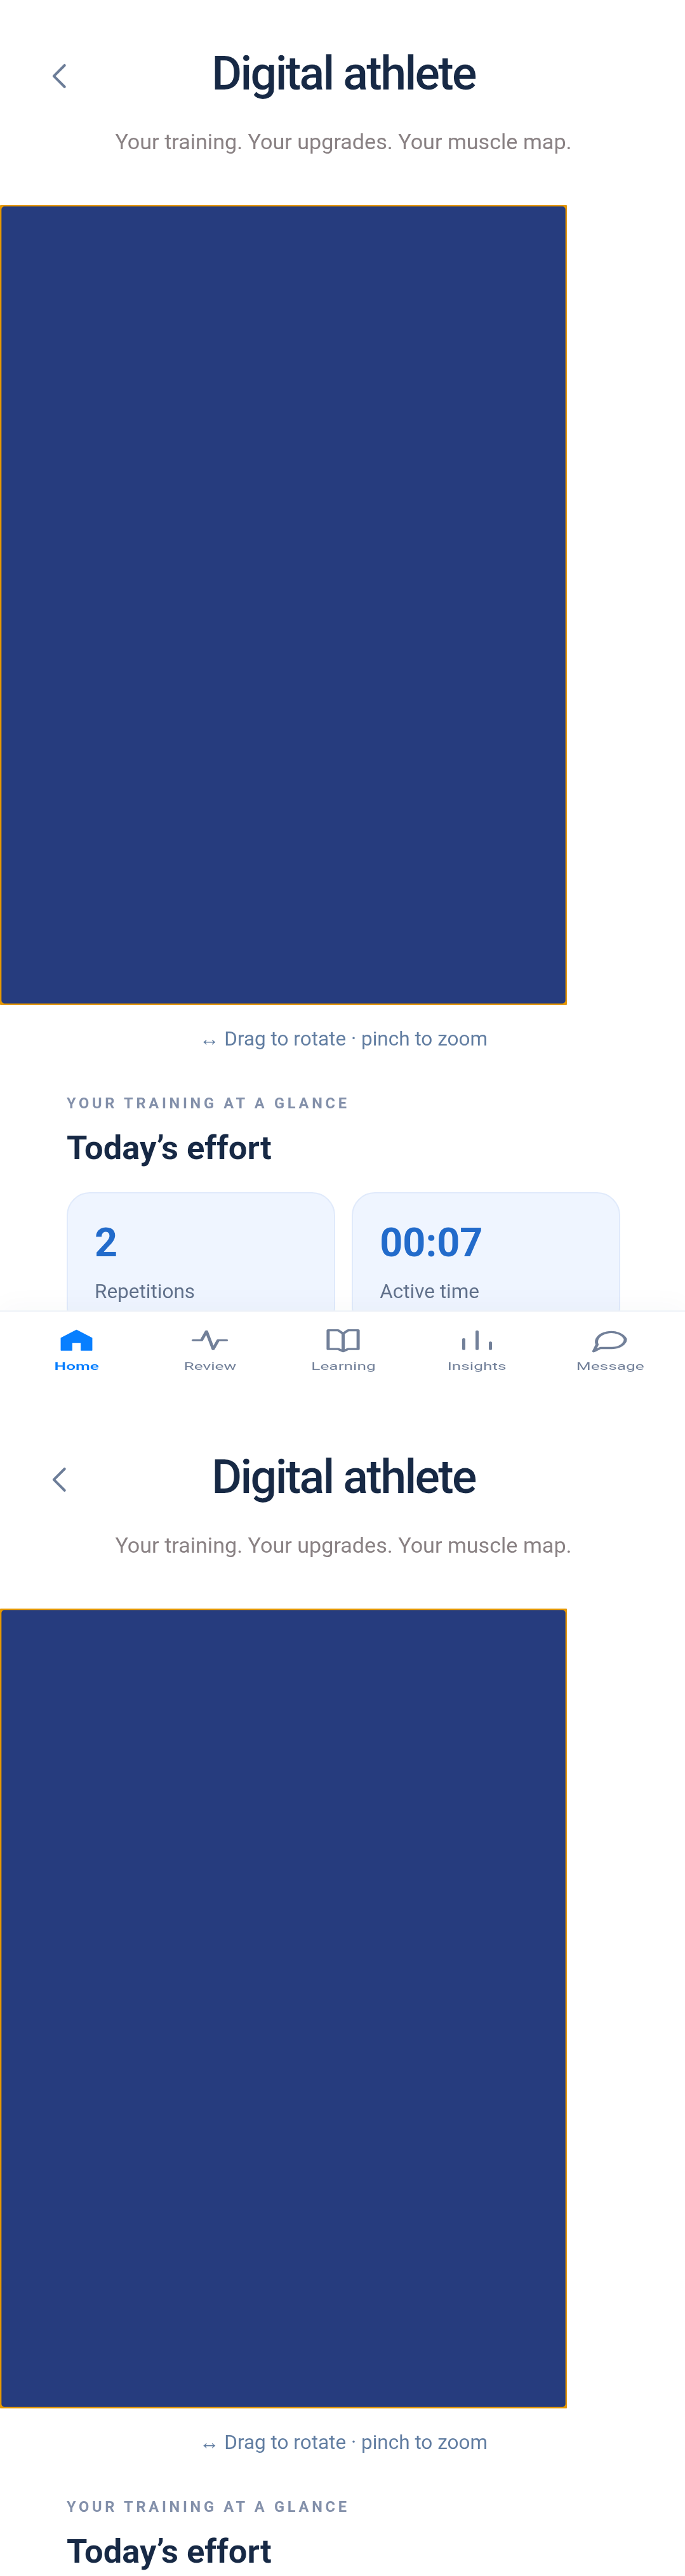 Digital athlete
Your training. Your upgrades. Your muscle map.
↔ Drag to rotate · pinch to zoom
YOUR TRAINING AT A GLANCE
Today’s effort
2
Repetitions
00:07
Active time
Home
Review
Learning
Insights
Message
Digital athlete
Your training. Your upgrades. Your muscle map.
↔ Drag to rotate · pinch to zoom
YOUR TRAINING AT A GLANCE
Today’s effort